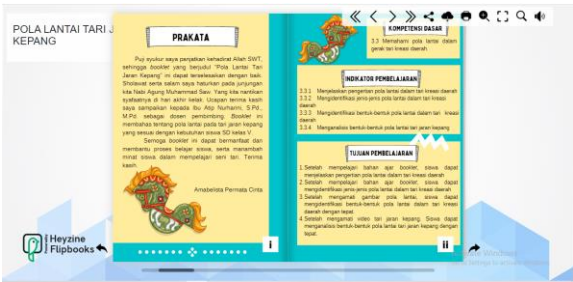 POLA LANTAI TARI J
KEPANG
PRAKATA
Puji syukur saya panjatkan kehadirat Allah SWT,
sehingga booklet yang berjudul "Pola Lantai Tari
Jaran Kepang" ini dapat terselesaikan dengan baik.
Sholawat serta salam saya haturkan pada junjungan
kita Nabi Agung Muhammad Saw. Yang kita nantikan
syafaatnya di hari akhir kelak. Ucapan terima kasih
saya sampaikan kepada Ibu Atip Nurharini, S.Pd.,
M.Pd. sebagai dosen pembimbing. Booklet ini
membahas tentang pola lantai pada tari jaran kepang
yang sesuai dengan kebutuhan siswa SD kelas V.
Semoga booklet ini dapat bermanfaat dan
membantu proses belajar siswa, serta manambah
minat siswa dalam mempelajari seni tari. Terima
kasih.
Amabelota Permata Cinta
i
KOMPETENSI DASAR
3.3 Memahami pola lantai dalam
gerak tari kreasi daerah
INDIKATOR PEMBELAJARAN
3.3.1 Menjelaskan pengertian pola lantai dalam tari kreasi daerah
3.3.2 Mengidentifikasi jenis-jenis pola lantai dalam tari kreasi
daerah
3.3.3 Mengidentifikasi bentuk-bentuk pola lantai dalam tari kreasi
daerah
3.3.4 Menganalisis bentuk-bentuk pola lantai tari jaran kepang
TUJUAN PEMBELAJARAN
1. Setelah mempelajari bahan ajar booklet, siswa dapat
menjelaskan pengertian pola lantai dalam tari kreasi daerah
2. Setelah mempelajari bahan ajar booklet siswa dapat
mengidentifikasi jenis-jenis pola lantai dalam tari kreasi daerah
3. Setelah mengamati gambar pola lantai, siswa dapat
mengidentifikasi bentuk-bentuk pola lantai dalam tari kreasi
daerah dengan tepat
4. Setelah mengamati video tari jaran kepang. Siswa dapat
menganalisis bentuk-bentuk pola lantai tari jaran kepang dengan
tepat
ii
Heyzine
Flipbooks
Windows